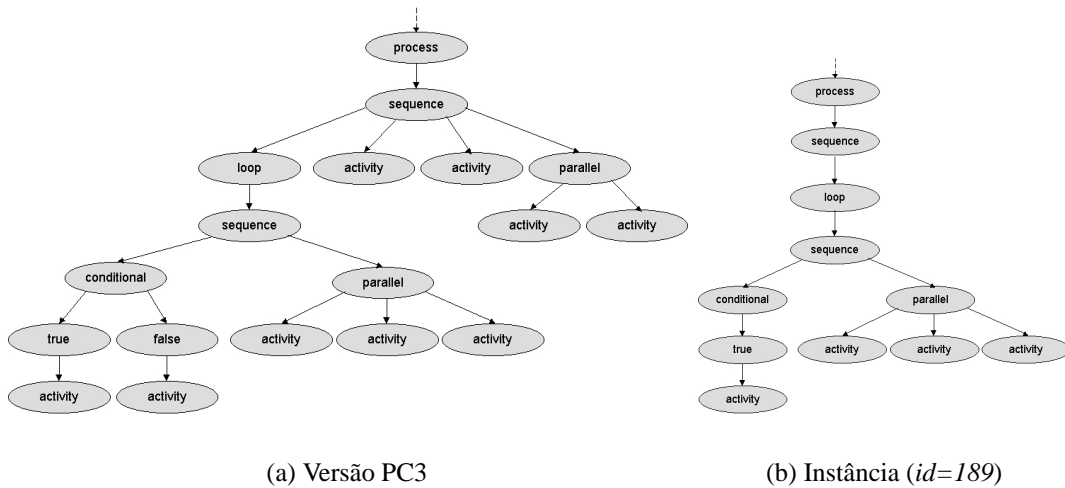 process
sequence
loop
activity
activity
parallel
activity
activity
sequence
conditional
parallel
true
false
activity
activity
activity
activity
activity
process
sequence
loop
sequence
conditional
parallel
true
activity
activity
activity
activity
(a) Versão PC3
(b) Instância (id=189)